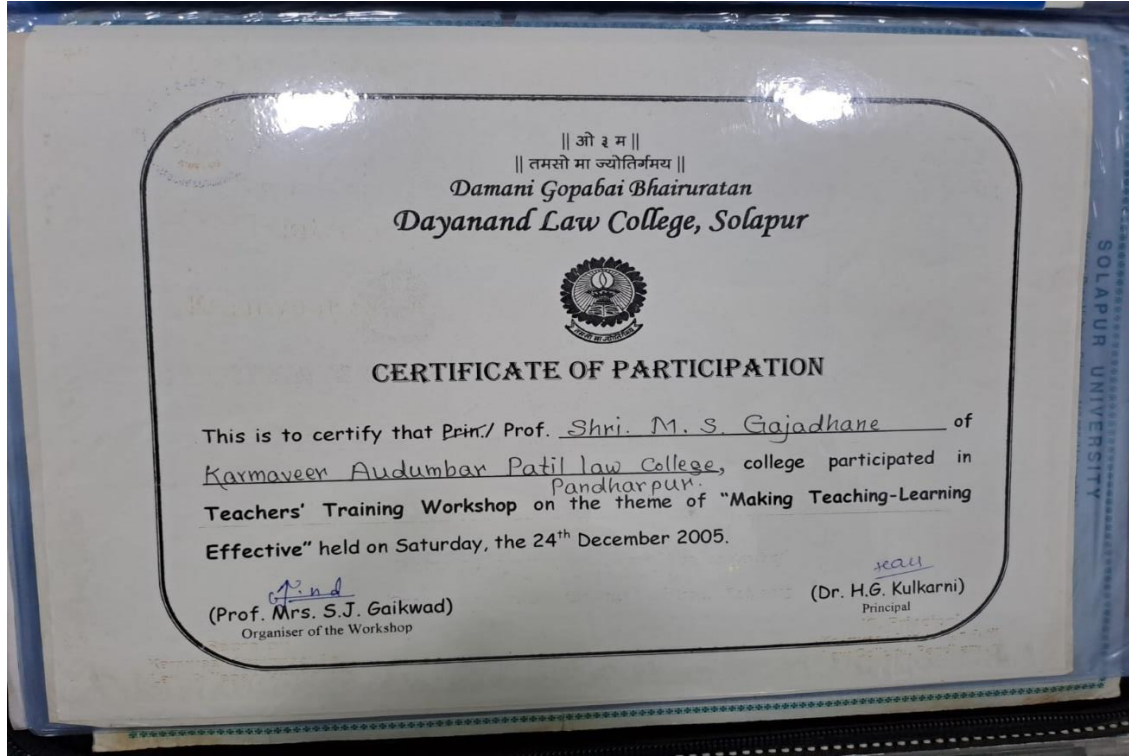 || ओ ३ म ||
|| तमसो मा ज्योतिर्गमय ||
Damani Gopabai Bhairuratan
Dayanand Law College, Solapur
CERTIFICATE OF PARTICIPATION
This is to certify that Prin./ Prof. Shri. M. S. Gajadhane of
Karmaveer Audumbar Patil law College, college participated in
Pandharpur.
Teachers' Training Workshop on the theme of "Making Teaching-Learning
Effective" held on Saturday, the 24th December 2005.
(Prof. Mrs. S.J. Gaikwad)
Organiser of the Workshop
(Dr. H.G. Kulkarni)
Principal
SOLAPUR UNIVERSITY